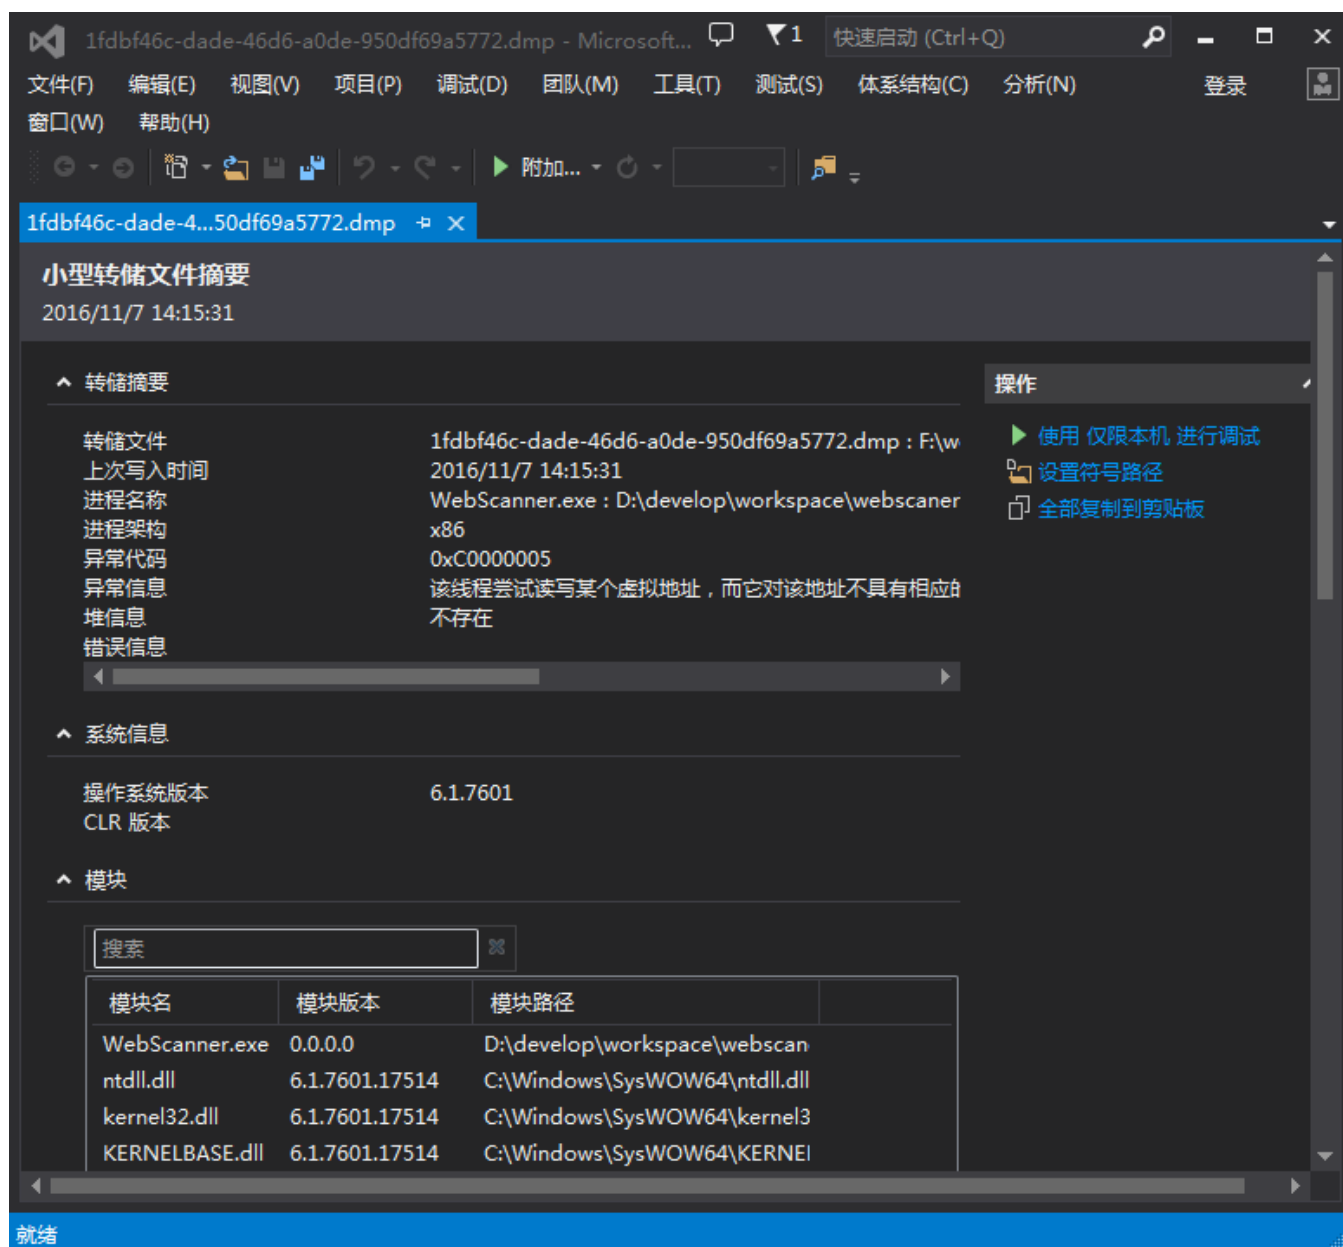 1fdbf46c-dade-46d6-a0de-950df69a5772.dmp - Microsoft... 1 快速启动 (Ctrl+Q)
文件(F) 编辑(E) 视图(V) 项目(P) 调试(D) 团队(M) 工具(T) 测试(S) 体系结构(C) 分析(N) 登录
窗口(W) 帮助(H)
附加...
1fdbf46c-dade-4...50df69a5772.dmp
小型转储文件摘要
2016/11/7 14:15:31
转储摘要
操作
转储文件 1fdbf46c-dade-46d6-a0de-950df69a5772.dmp : F:\w
使用 仅限本机 进行调试
上次写入时间 2016/11/7 14:15:31
设置符号路径
进程名称 WebScanner.exe : D:\develop\workspace\webscaner
全部复制到剪贴板
进程架构 x86
异常代码 0xC0000005
异常信息 该线程尝试读写某个虚拟地址，而它对该地址不具有相应的
堆信息 不存在
错误信息
系统信息
操作系统版本 6.1.7601
CLR 版本
模块
搜索
模块名 模块版本 模块路径
WebScanner.exe 0.0.0.0 D:\develop\workspace\webscan
ntdll.dll 6.1.7601.17514 C:\Windows\SysWOW64\ntdll.dll
kernel32.dll 6.1.7601.17514 C:\Windows\SysWOW64\kernel3
KERNELBASE.dll 6.1.7601.17514 C:\Windows\SysWOW64\KERNE
就绪